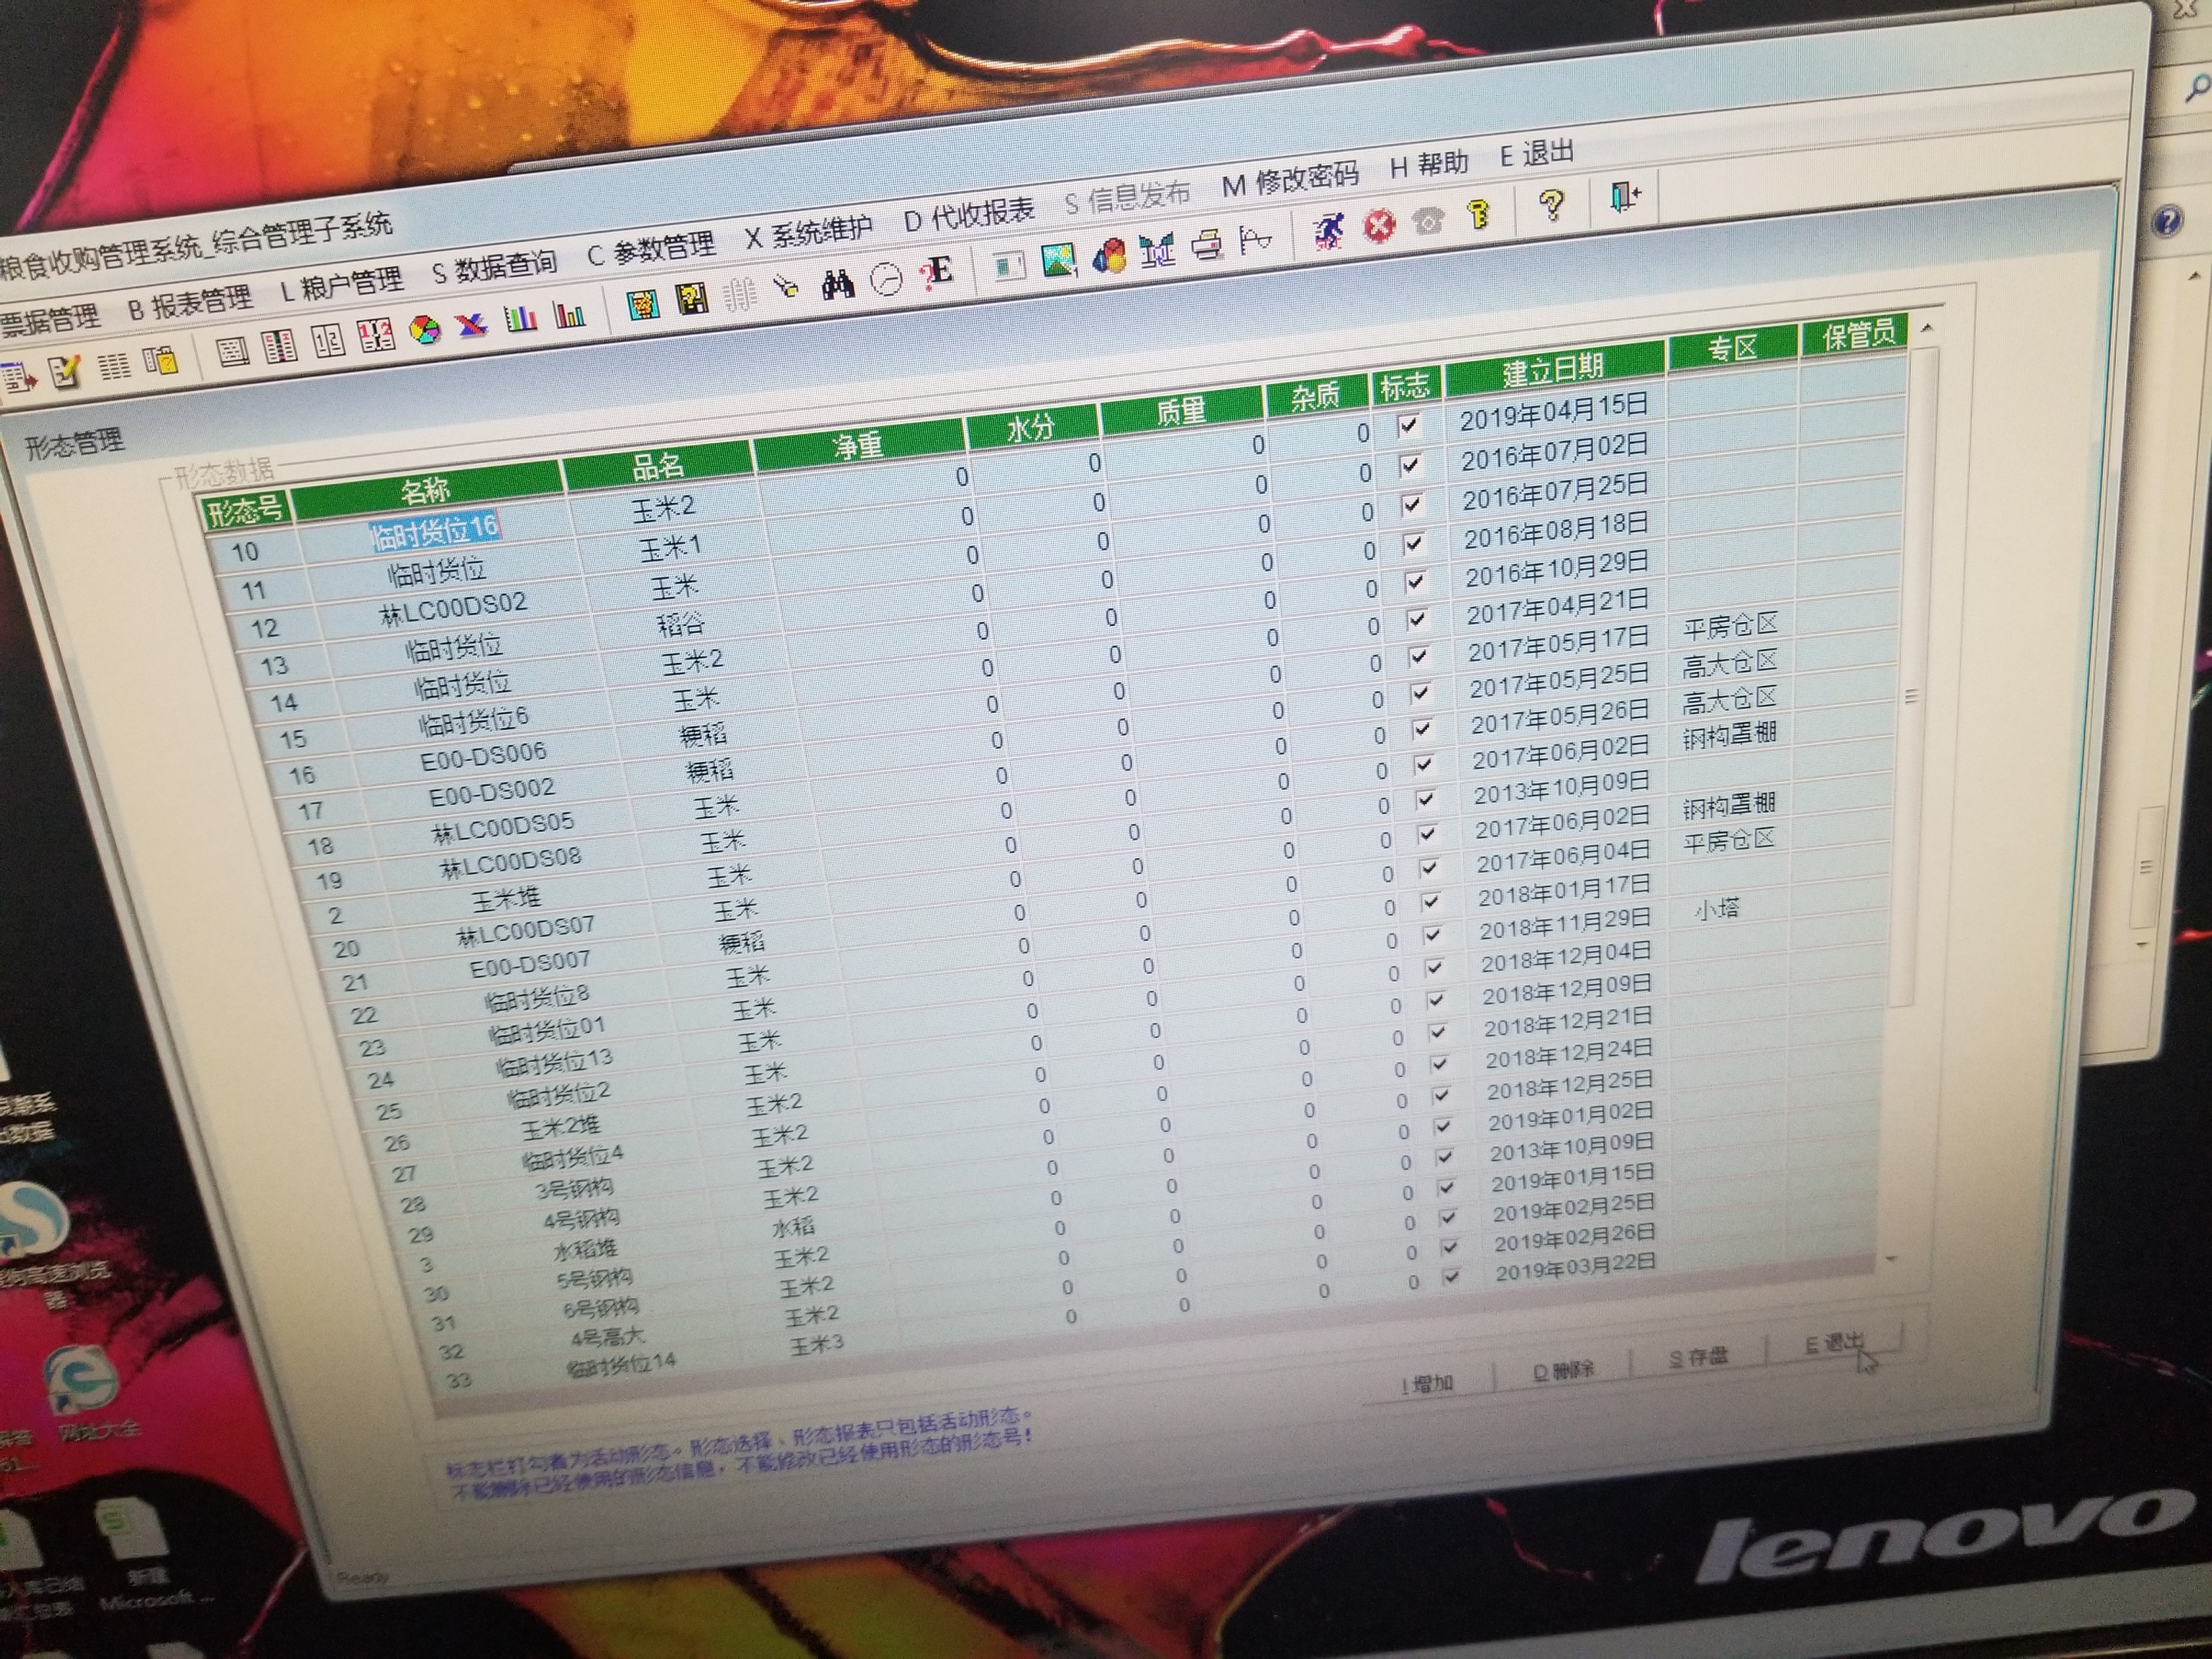 粮食收购管理系统_综合管理子系统
票据管理 B 报表管理 L 粮户管理 S 数据查询 C 参数管理 X 系统维护 D 代收报表 S 信息发布 M 修改密码 H 帮助 E 退出
形态管理
形态数据
形态号 名称 品名 净重 水分 质量 杂质 标志 建立日期 专区 保管员
10 临时货位16 玉米2 0 0 0 0 2019年04月15日
11 临时货位 玉米1 0 0 0 0 2016年07月02日
12 林LC00DS02 玉米 0 0 0 0 2016年07月25日
13 临时货位 稻谷 0 0 0 0 2016年08月18日
14 临时货位 玉米2 0 0 0 0 2016年10月29日
15 临时货位6 玉米 0 0 0 0 2017年04月21日
16 E00-DS006 粳稻 0 0 0 0 2017年05月17日 平房仓区
17 E00-DS002 粳稻 0 0 0 0 2017年05月25日 高大仓区
18 林LC00DS05 玉米 0 0 0 0 2017年05月26日 高大仓区
19 林LC00DS08 玉米 0 0 0 0 2017年06月02日 钢构罩棚
2 玉米堆 玉米 0 0 0 0 2013年10月09日
20 林LC00DS07 玉米 0 0 0 0 2017年06月02日 钢构罩棚
21 E00-DS007 粳稻 0 0 0 0 2017年06月04日 平房仓区
22 临时货位8 玉米 0 0 0 0 2018年01月17日
23 临时货位01 玉米 0 0 0 0 2018年11月29日 小塔
24 临时货位13 玉米 0 0 0 0 2018年12月04日
25 临时货位2 玉米 0 0 0 0 2018年12月09日
26 玉米2堆 玉米2 0 0 0 0 2018年12月21日
27 临时货位4 玉米2 0 0 0 0 2018年12月24日
28 3号钢构 玉米2 0 0 0 0 2018年12月25日
29 4号钢构 玉米2 0 0 0 0 2019年01月02日
3 水稻堆 水稻 0 0 0 0 2013年10月09日
30 5号钢构 玉米2 0 0 0 0 2019年01月15日
31 6号钢构 玉米2 0 0 0 0 2019年02月25日
32 4号高大 玉米2 0 0 0 0 2019年02月26日
33 临时货位14 玉米3 0 0 0 0 2019年03月22日
I 增加 D 删除 S 存盘 E 退出
标志栏打勾着为活动形态。形态选择、形态报表只包括活动形态。
不能删除已经使用的形态信息，不能修改已经使用形态的形态号！
Ready
高速浏览
器
网址大全
新建
Microsoft ...
lenovo